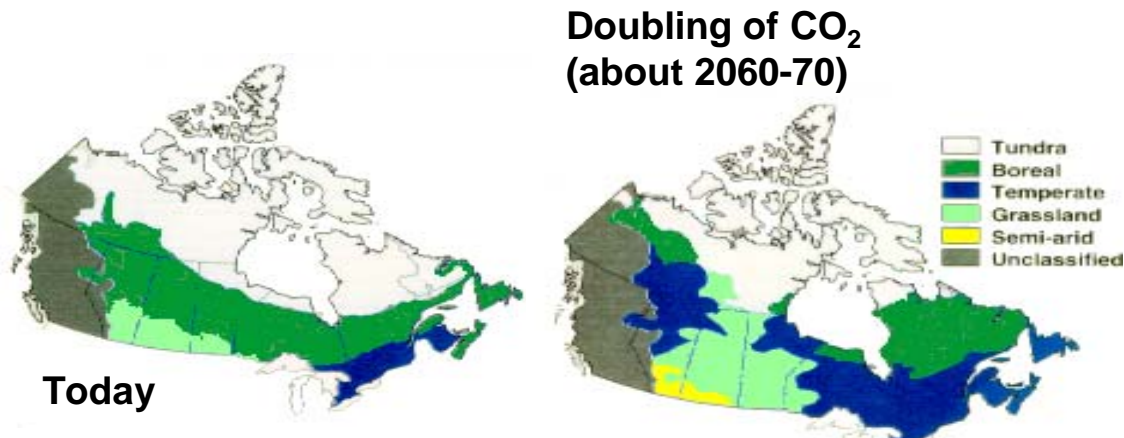 Doubling of CO₂
(about 2060-70)
Tundra
Boreal
Temperate
Grassland
Semi-arid
Unclassified
Today